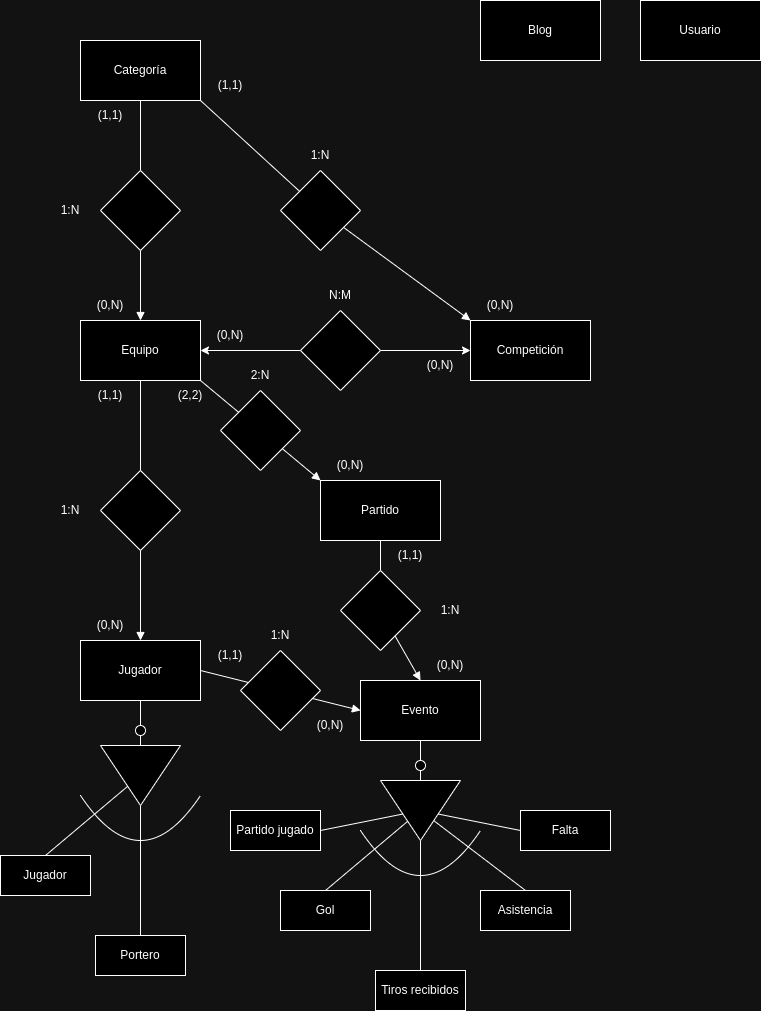 Blog
Usuario
Categoría
(1,1)
(1,1)
1:N
1:N
(0,N)
(0,N)
N:M
(0,N)
(0,N)
Equipo
Competición
2:N
(1,1)
(2,2)
(0,N)
1:N
Partido
(1,1)
1:N
(0,N)
1:N
(1,1)
(0,N)
Jugador
(0,N)
Evento
Partido jugado
Falta
Jugador
Gol
Asistencia
Portero
Tiros recibidos